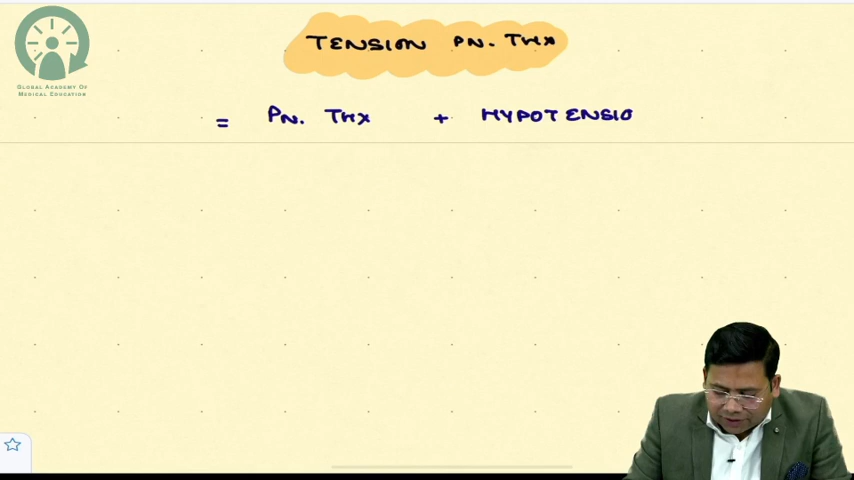 GLOBAL ACADEMY OF
MEDICAL EDUCATION
TENSION PN. THX
= PN. THX + HYPOTENSIO